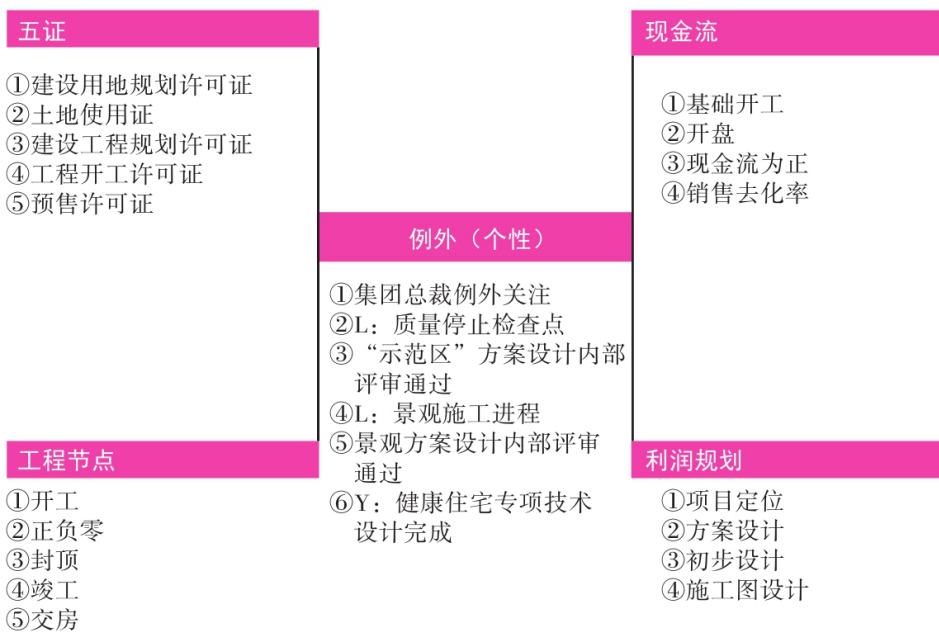 五证
①建设用地规划许可证
②土地使用证
③建设工程规划许可证
④工程开工许可证
⑤预售许可证
现金流
①基础开工
②开盘
③现金流为正
④销售去化率
例外（个性）
①集团总裁例外关注
②L：质量停止检查点
③“示范区”方案设计内部
评审通过
④L：景观施工进程
⑤景观方案设计内部评审
通过
⑥Y：健康住宅专项技术
设计完成
工程节点
①开工
②正负零
③封顶
④竣工
⑤交房
利润规划
①项目定位
②方案设计
③初步设计
④施工图设计